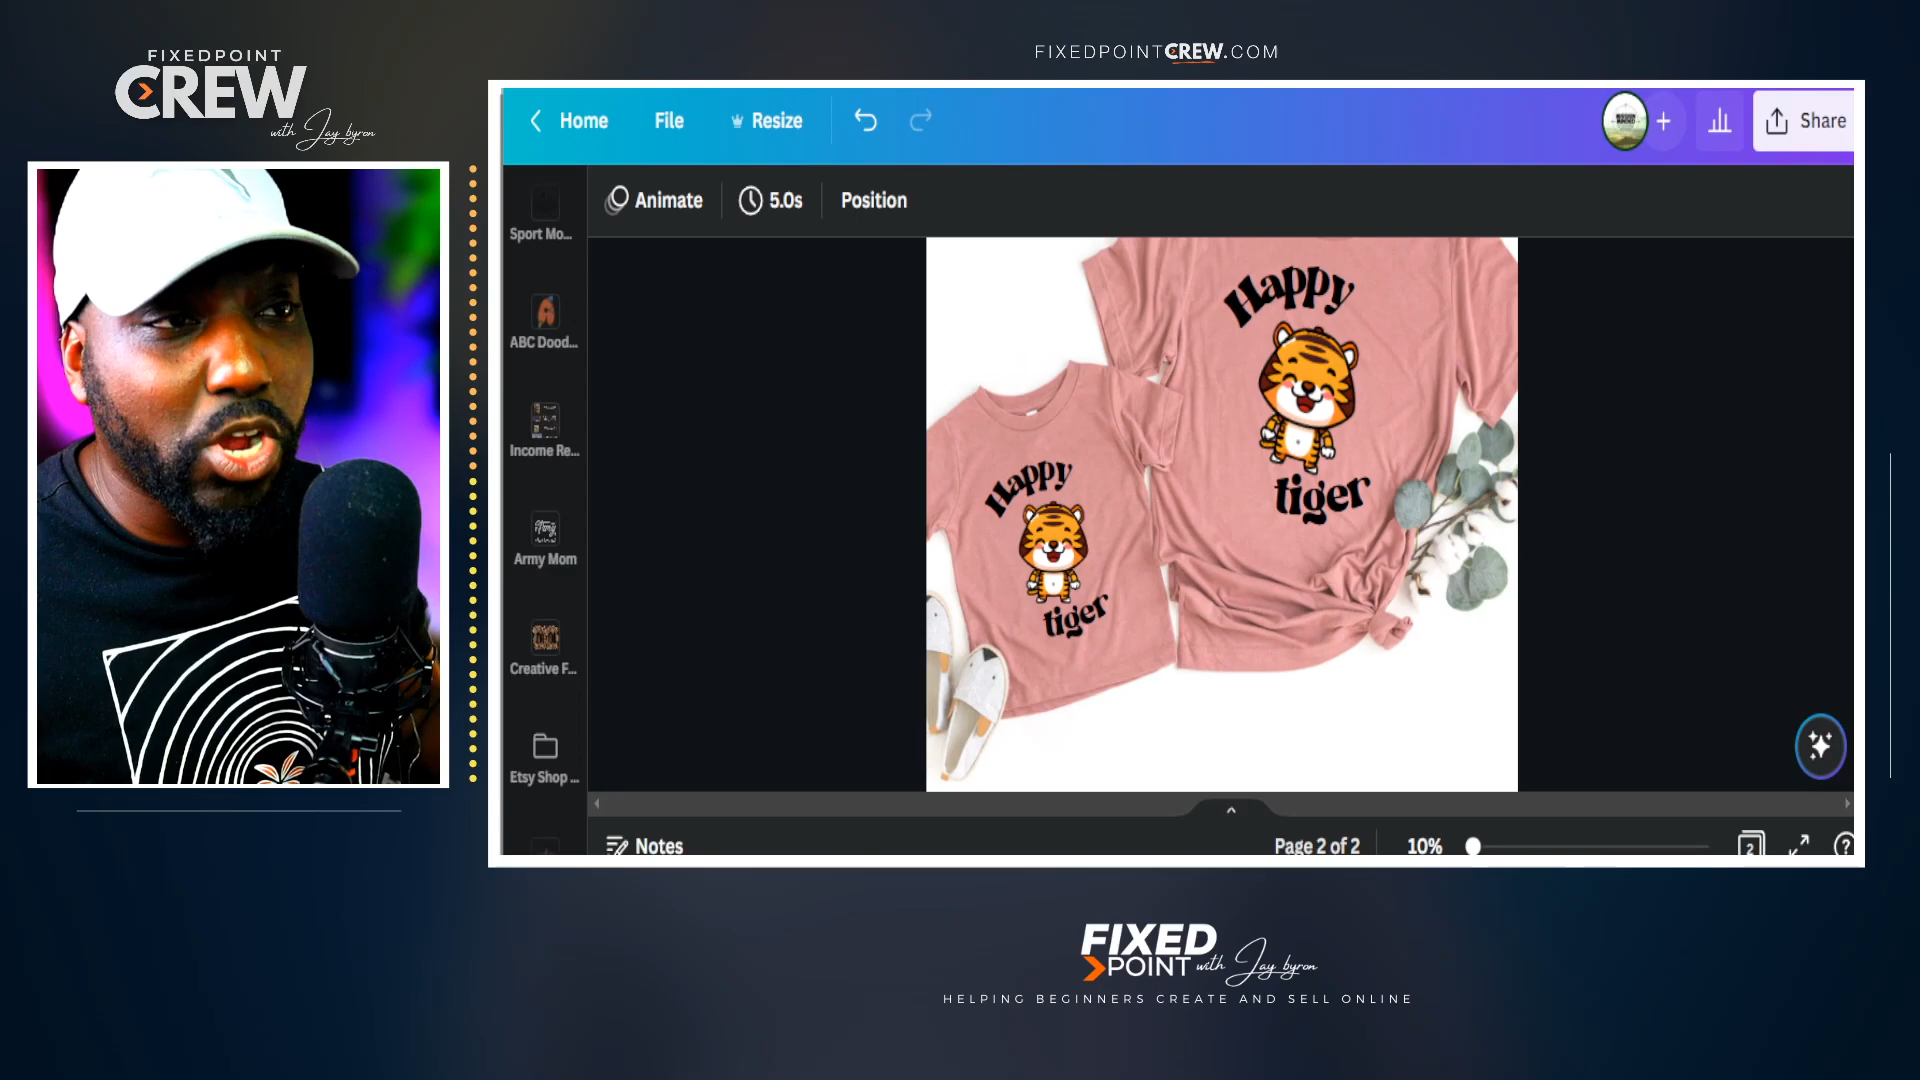 FIXEDPOINT
CREW
with Jay byron
FIXEDPOINTCREW.COM
Home File Resize
Share
Animate 5.0s Position
Sport Mo...
ABC Dood...
Income Re...
Army Mom
Creative F...
Etsy Shop ...
Happy
tiger
Happy
tiger
Notes Page 2 of 2 10% 2 ?
FIXED
POINT with Jay byron
HELPING BEGINNERS CREATE AND SELL ONLINE